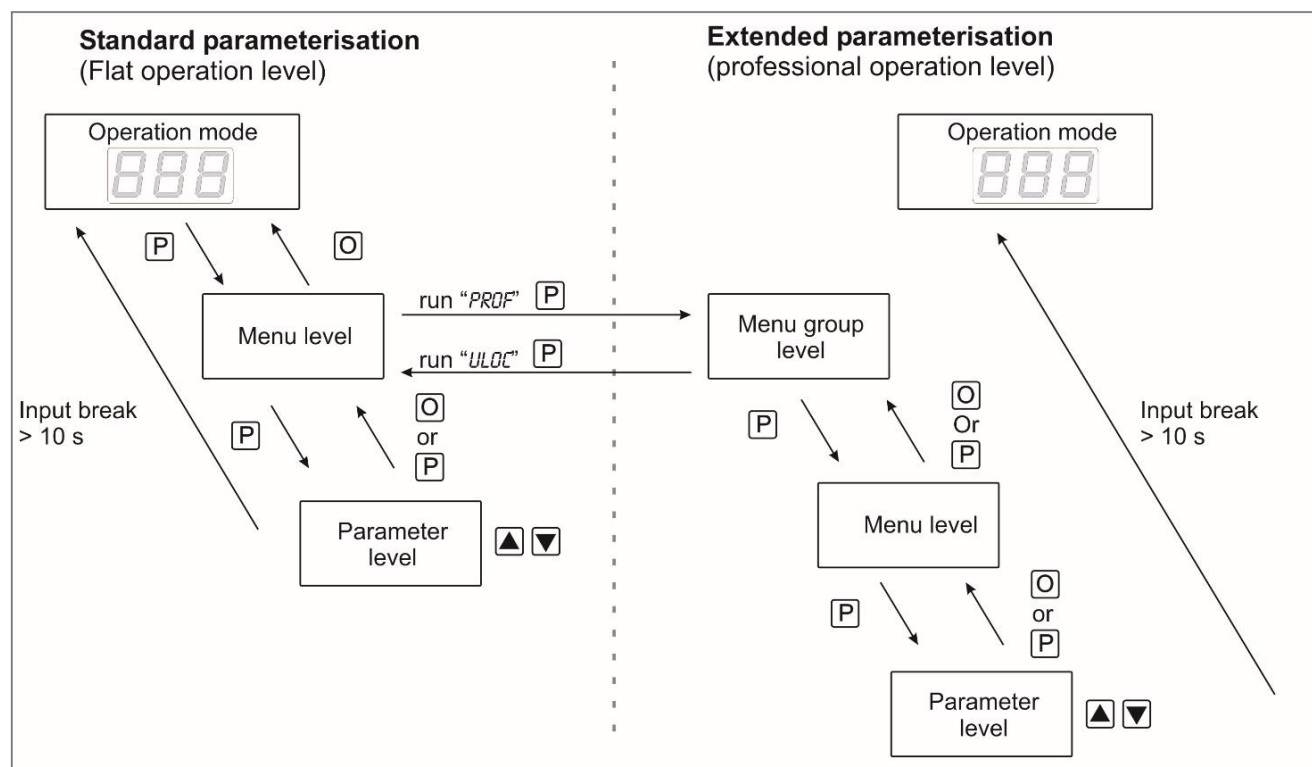 Standard parameterisation
(Flat operation level)
Operation mode
888
P
O
Menu level
run “PROF” P
run “ULOC” P
P
O
or
P
Input break
> 10 s
Parameter
level
Extended parameterisation
(professional operation level)
Operation mode
888
Menu group
level
P
O
Or
P
Menu level
Input break
> 10 s
P
O
or
P
Parameter
level